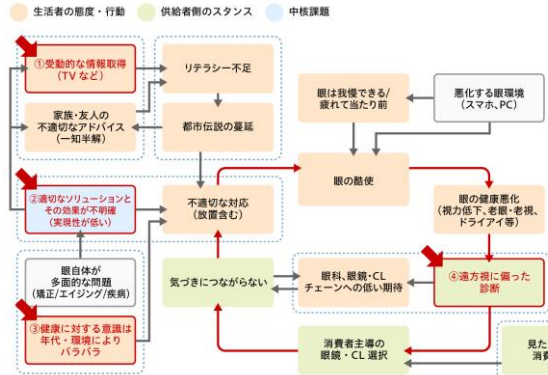 生活者の態度・行動
供給者側のスタンス
中核課題
①受動的な情報取得
(TV など)
リテラシー不足
家族・友人の
不適切なアドバイス
(一知半解)
都市伝説の蔓延
眼は我慢できる/
疲れて当たり前
悪化する眼環境
(スマホ、PC)
眼の酷使
②適切なソリューションと
その効果が不明確
(実現性が低い)
不適切な対応
(放置含む)
眼の健康悪化
(視力低下、老眼・老視、
ドライアイ等)
眼自体が
多面的な問題
(矯正/エイジング/疾病)
気づきにつながらない
眼科、眼鏡・CL
チェーンへの低い期待
④遠方視に偏った
診断
③健康に対する意識は
年代・環境により
バラバラ
消費者主導の
眼鏡・CL 選択
見た
消費